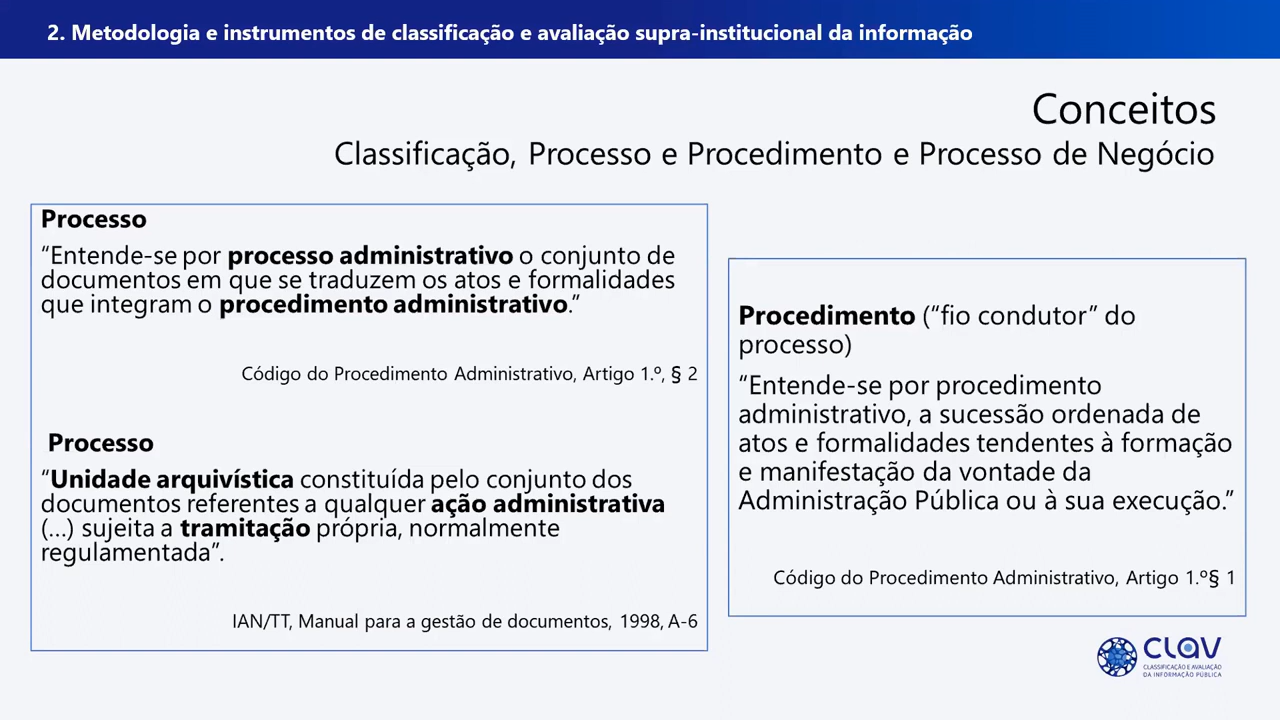 2. Metodologia e instrumentos de classificação e avaliação supra-institucional da informação
Conceitos
Classificação, Processo e Procedimento e Processo de Negócio
Processo
“Entende-se por processo administrativo o conjunto de
documentos em que se traduzem os atos e formalidades
que integram o procedimento administrativo.”
Código do Procedimento Administrativo, Artigo 1.º, § 2
Processo
“Unidade arquivística constituída pelo conjunto dos
documentos referentes a qualquer ação administrativa
(…) sujeita a tramitação própria, normalmente
regulamentada”.
IAN/TT, Manual para a gestão de documentos, 1998, A-6
Procedimento (“fio condutor” do
processo)
“Entende-se por procedimento
administrativo, a sucessão ordenada de
atos e formalidades tendentes à formação
e manifestação da vontade da
Administração Pública ou à sua execução.”
Código do Procedimento Administrativo, Artigo 1.º§ 1
CLAV
CLASSIFICAÇÃO E AVALIAÇÃO
DA INFORMAÇÃO PÚBLICA